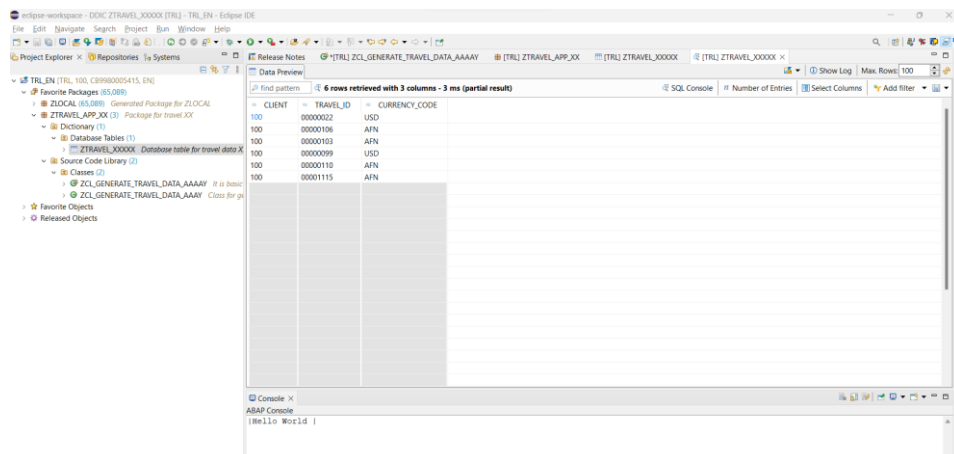 eclipse-workspace - DDIC ZTRAVEL_XXXXX [TRL] - TRL_EN - Eclipse IDE
File Edit Navigate Search Project Run Window Help
Project Explorer Repositories Systems
Release Notes *[TRL] ZCL_GENERATE_TRAVEL_DATA_AAAAY [TRL] ZTRAVEL_APP_XX [TRL] ZTRAVEL_XXXXX [TRL] ZTRAVEL_XXXXX
TRL_EN [TRL, 100, CB9980005415, EN]
Favorite Packages (65,089)
ZLOCAL (65,089) Generated Package for ZLOCAL
ZTRAVEL_APP_XX (3) Package for travel XX
Dictionary (1)
Database Tables (1)
ZTRAVEL_XXXXX Database table for travel data X
Source Code Library (2)
Classes (2)
ZCL_GENERATE_TRAVEL_DATA_AAAAY It is basic
ZCL_GENERATE_TRAVEL_DATA_AAAY Class for ge
Favorite Objects
Released Objects
Data Preview
Show Log Max. Rows: 100
find pattern 6 rows retrieved with 3 columns - 3 ms (partial result)
SQL Console Number of Entries Select Columns Add filter
CLIENT TRAVEL_ID CURRENCY_CODE
100 00000022 USD
100 00000106 AFN
100 00000103 AFN
100 00000099 USD
100 00000110 AFN
100 00001115 AFN
Console
ABAP Console
|Hello World |